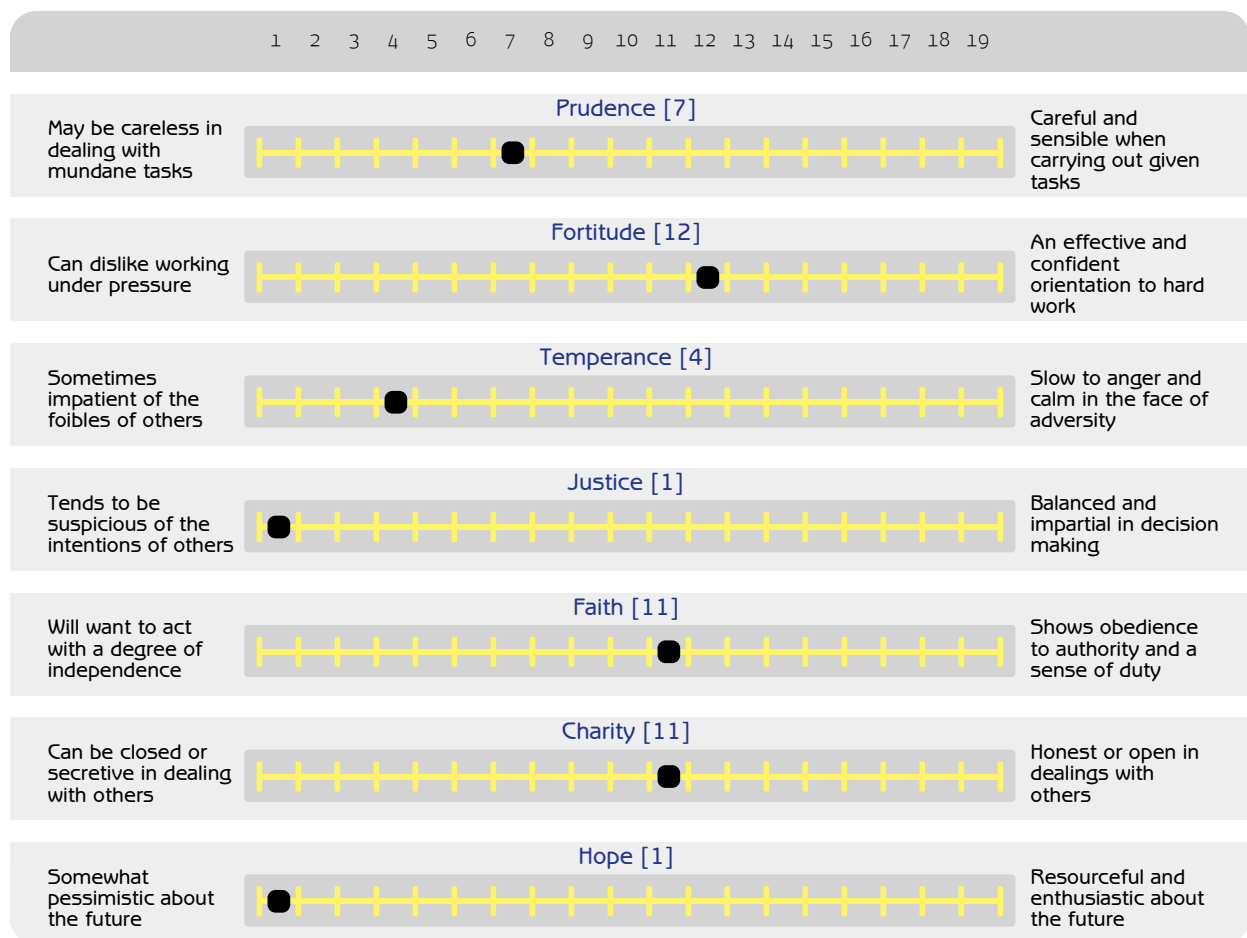 1 2 3 4 5 6 7 8 9 10 11 12 13 14 15 16 17 18 19
Prudence [7]
May be careless in
dealing with
mundane tasks
Careful and
sensible when
carrying out given
tasks
Fortitude [12]
Can dislike working
under pressure
An effective and
confident
orientation to hard
work
Temperance [4]
Sometimes
impatient of the
foibles of others
Slow to anger and
calm in the face of
adversity
Justice [1]
Tends to be
suspicious of the
intentions of others
Balanced and
impartial in decision
making
Faith [11]
Will want to act
with a degree of
independence
Shows obedience
to authority and a
sense of duty
Charity [11]
Can be closed or
secretive in dealing
with others
Honest or open in
dealings with
others
Hope [1]
Somewhat
pessimistic about
the future
Resourceful and
enthusiastic about
the future